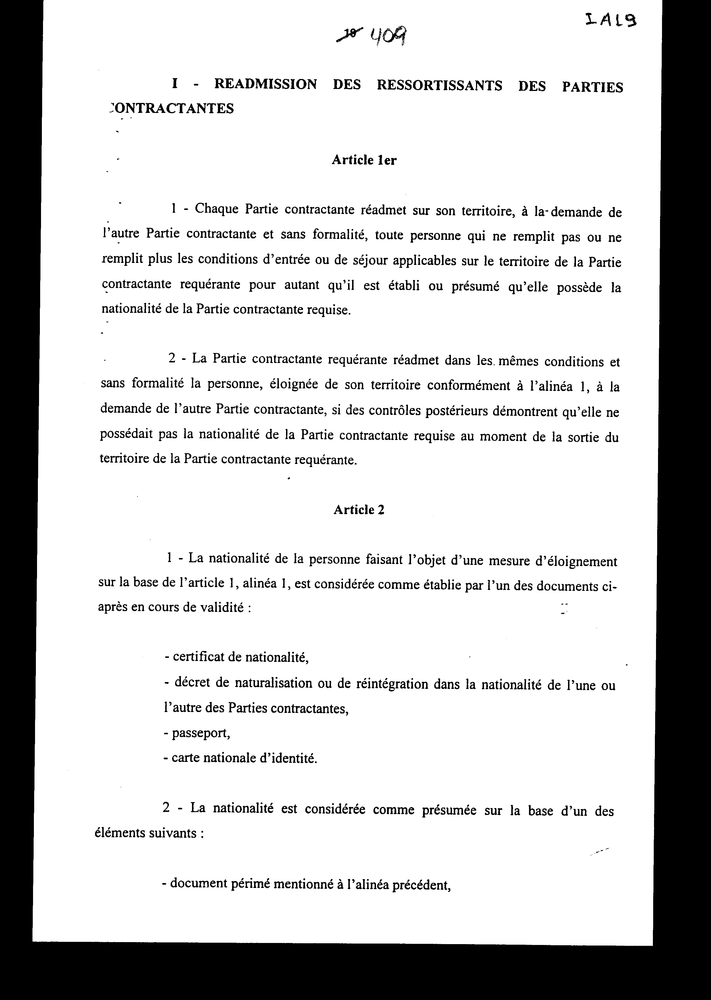 IAL9
18 409
I - READMISSION DES RESSORTISSANTS DES PARTIES
CONTRACTANTES
Article 1er
1 - Chaque Partie contractante réadmet sur son territoire, à la demande de
l'autre Partie contractante et sans formalité, toute personne qui ne remplit pas ou ne
remplit plus les conditions d'entrée ou de séjour applicables sur le territoire de la Partie
contractante requérante pour autant qu'il est établi ou présumé qu'elle possède la
nationalité de la Partie contractante requise.
2 - La Partie contractante requérante réadmet dans les mêmes conditions et
sans formalité la personne, éloignée de son territoire conformément à l'alinéa 1, à la
demande de l'autre Partie contractante, si des contrôles postérieurs démontrent qu'elle ne
possédait pas la nationalité de la Partie contractante requise au moment de la sortie du
territoire de la Partie contractante requérante.
Article 2
1 - La nationalité de la personne faisant l'objet d'une mesure d'éloignement
sur la base de l'article 1, alinéa 1, est considérée comme établie par l'un des documents ci-
après en cours de validité :
- certificat de nationalité,
- décret de naturalisation ou de réintégration dans la nationalité de l'une ou
l'autre des Parties contractantes,
- passeport,
- carte nationale d'identité.
2 - La nationalité est considérée comme présumée sur la base d'un des
éléments suivants :
- document périmé mentionné à l'alinéa précédent,